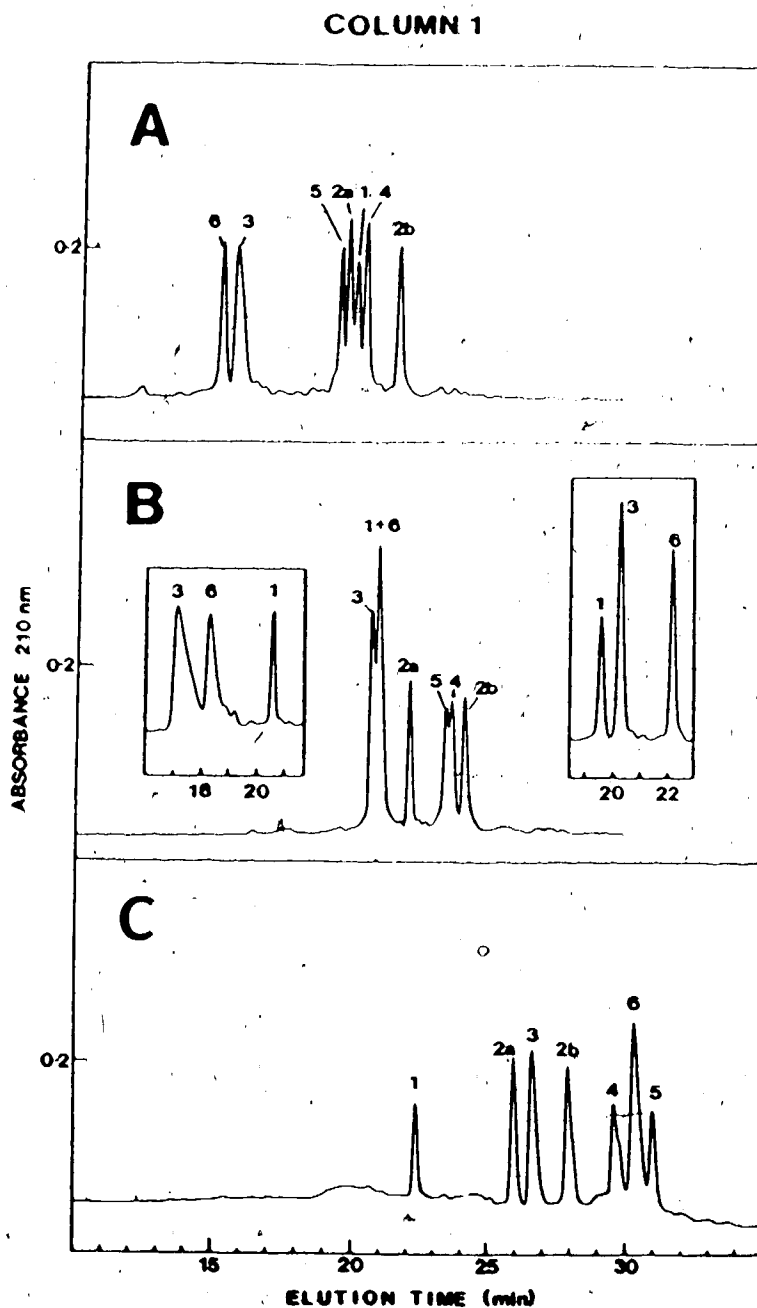 COLUMN 1
A
6 3
5 2a 1 4
2b
0·2
B
1+6
3
2a
5 4 2b
0·2
3 6 1
18 20
1 3 6
20 22
ABSORBANCE 210 nm
C
1
2a 3 2b
4 6 5
0·2
15 20 25 30
ELUTION TIME (min)